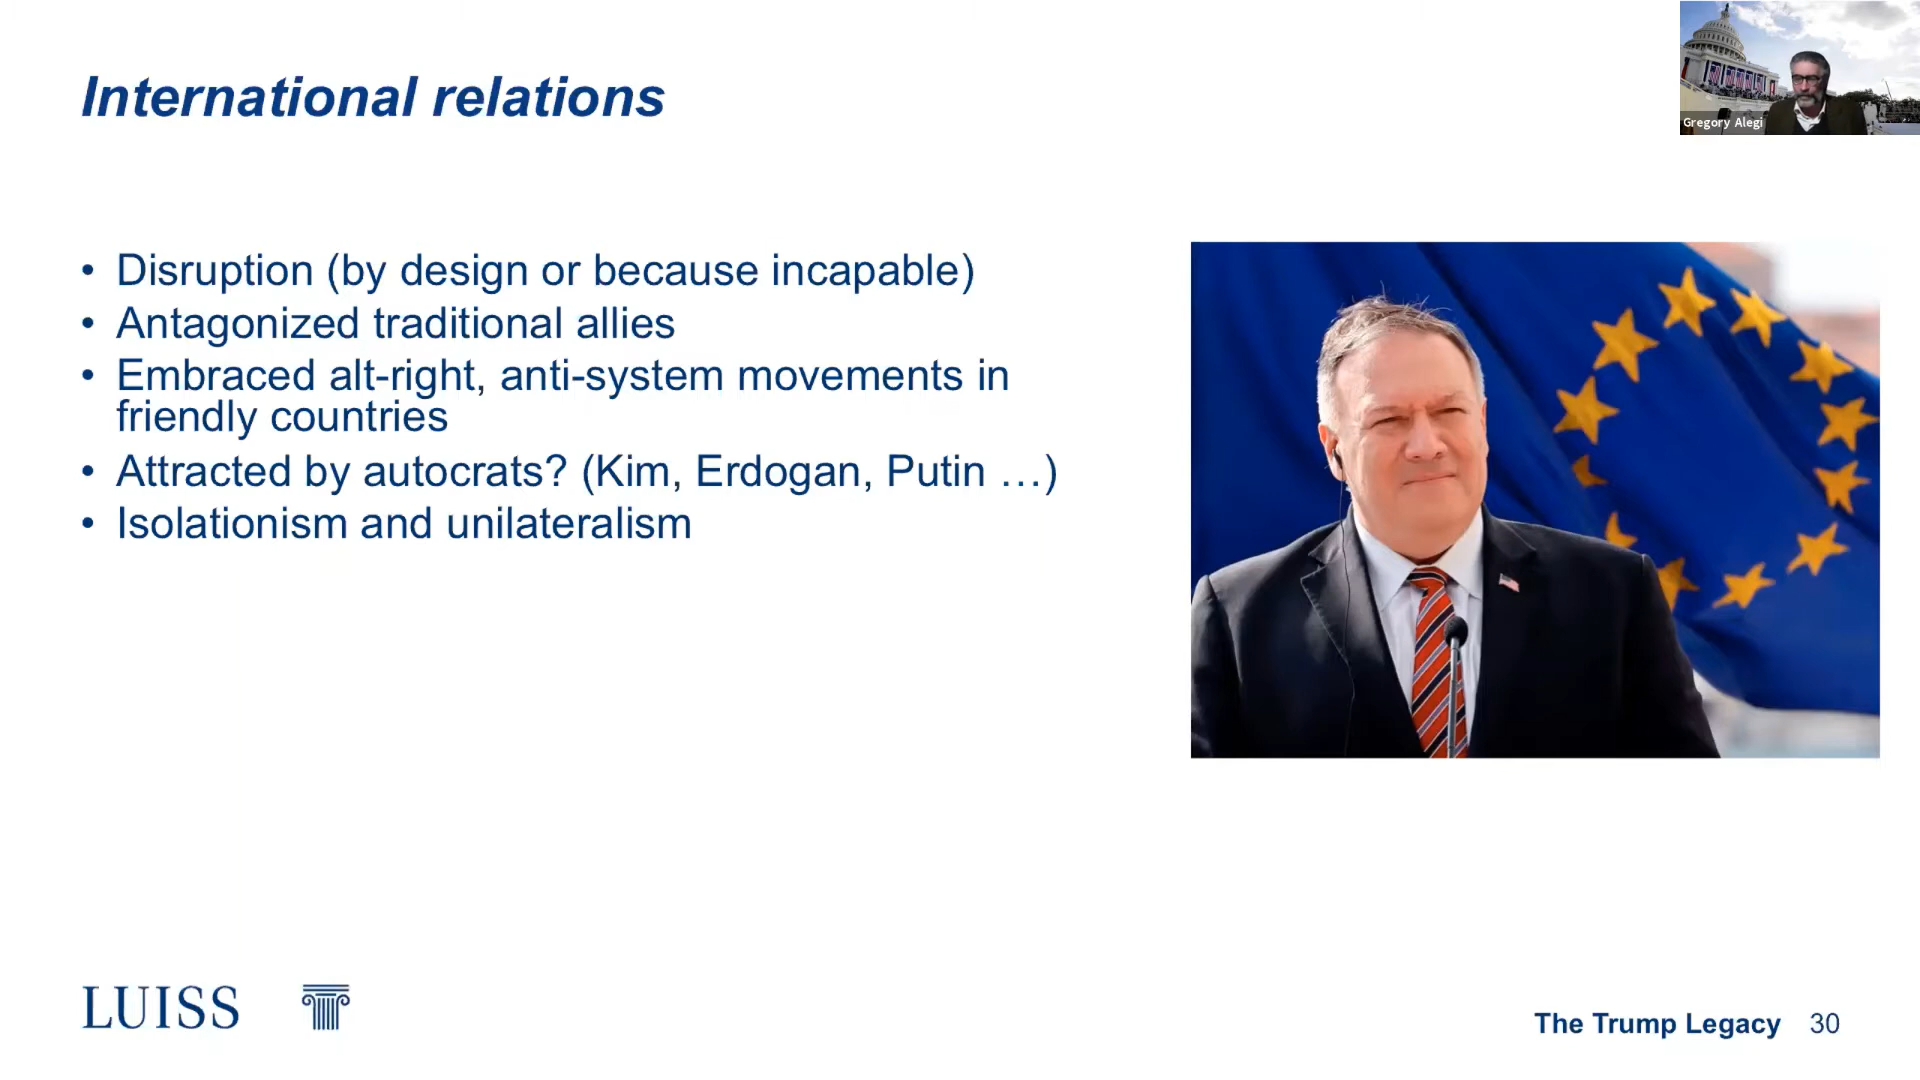 International relations
Gregory Alegi
• Disruption (by design or because incapable)
• Antagonized traditional allies
• Embraced alt-right, anti-system movements in
friendly countries
• Attracted by autocrats? (Kim, Erdogan, Putin …)
• Isolationism and unilateralism
LUISS
The Trump Legacy 30